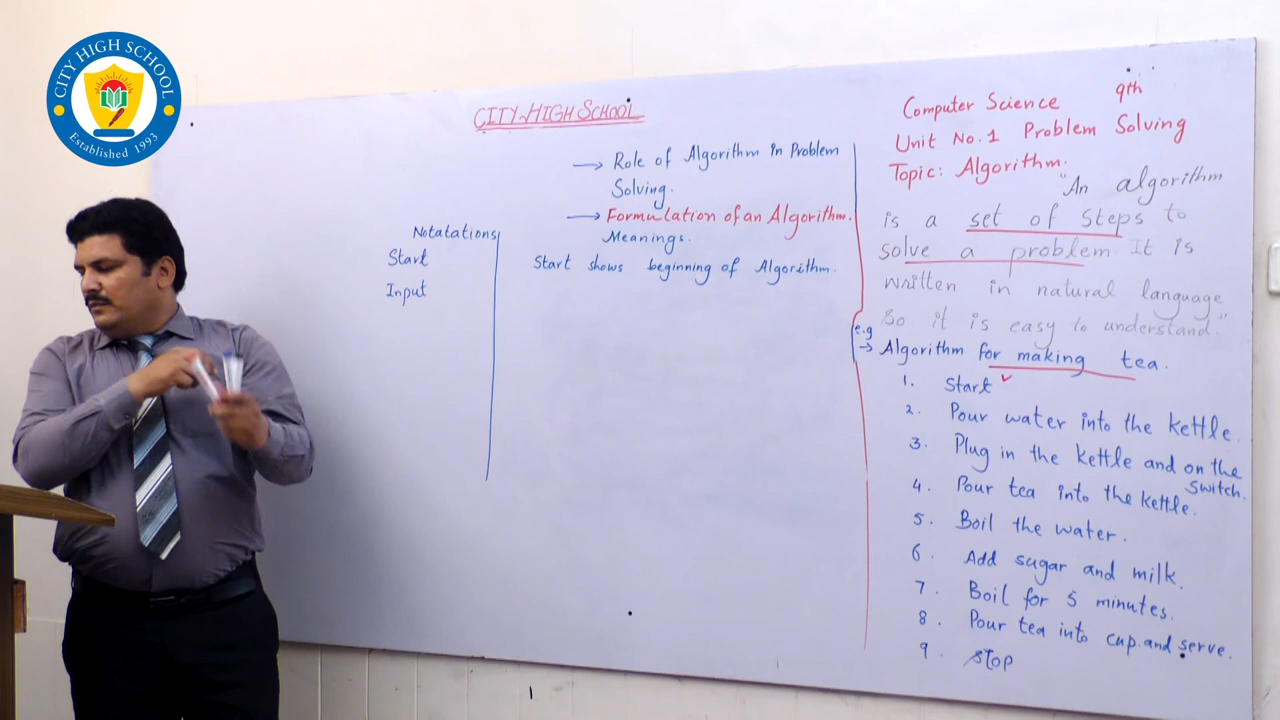 CITY HIGH SCHOOL
Established 1993
CITY HIGH SCHOOL
→ Role of Algorithm in Problem
Solving.
→ Formulation of an Algorithm.
Notatations
Meanings.
Start
Start shows beginning of Algorithm.
Input
Computer Science 9th
Unit No.1 Problem Solving
Topic: Algorithm.
"An algorithm
is a set of steps to
solve a problem. It is
written in natural language
so it is easy to understand."
e.g
→ Algorithm for making tea.
1. Start ✓
2. Pour water into the kettle.
3. Plug in the kettle and on the
switch.
4. Pour tea into the kettle.
5. Boil the water.
6. Add sugar and milk.
7. Boil for 5 minutes.
8. Pour tea into cup.and serve.
9. Stop